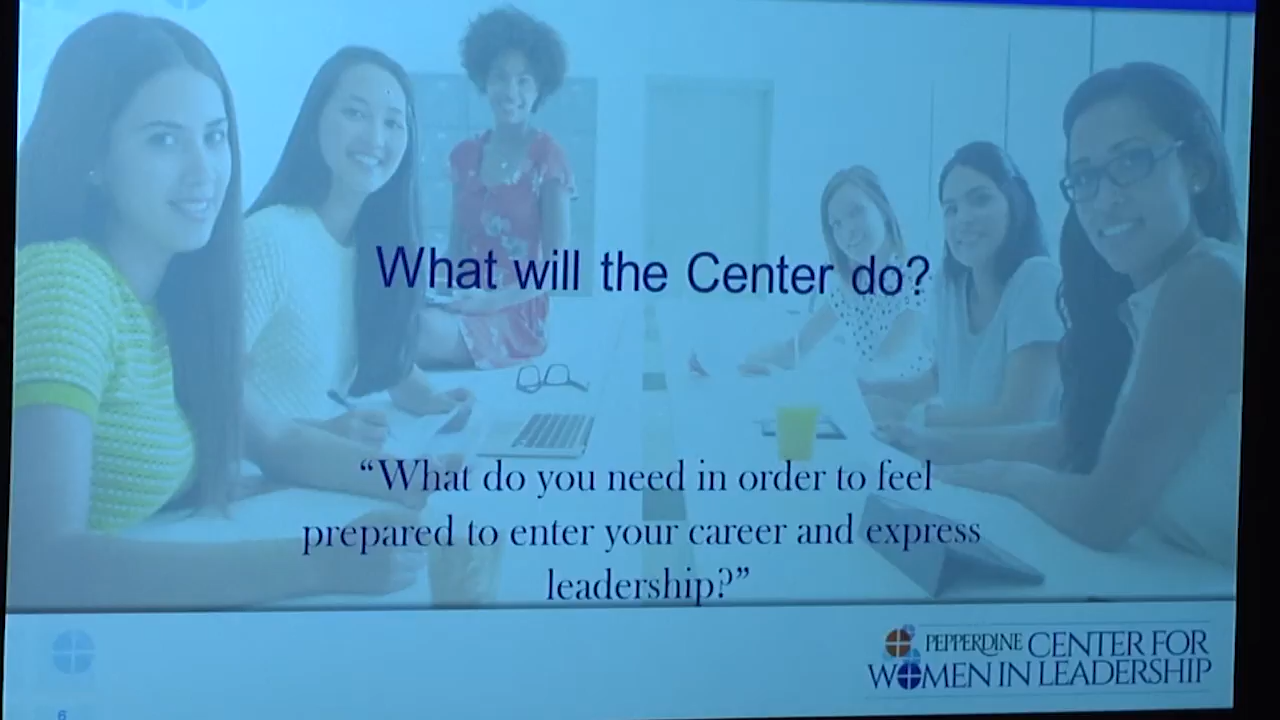 What will the Center do?
“What do you need in order to feel
prepared to enter your career and express
leadership?”
PEPPERDINE CENTER FOR
WOMEN IN LEADERSHIP
6